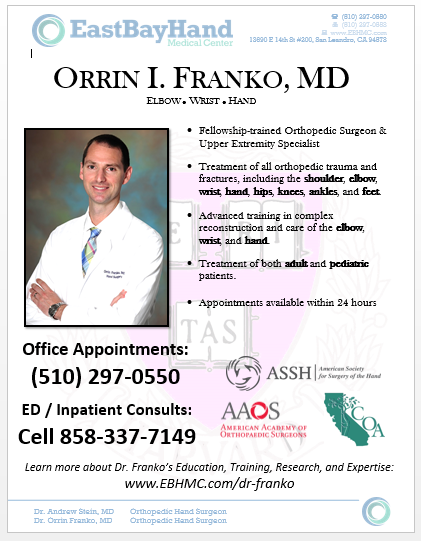 EastBayHand
Medical Center
(510) 297-0550
13690 E 14th St #200, San Leandro, CA 94578
www.EBHMC.com
ORRIN I. FRANKO, MD
ELBOW • WRIST • HAND
• Fellowship-trained Orthopedic Surgeon &
Upper Extremity Specialist
• Treatment of all orthopedic trauma and
fractures, including the shoulder, elbow,
wrist, hand, hips, knees, ankles, and feet.
• Advanced training in complex
reconstruction and care of the elbow,
wrist, and hand.
• Treatment of both adult and pediatric
patients.
• Appointments available within 24 hours
TAS
Office Appointments:
(510) 297-0550
ED / Inpatient Consults:
Cell 858-337-7149
ASSH American Society
for Surgery of the Hand
AAOS
AMERICAN ACADEMY OF
ORTHOPAEDIC SURGEONS
COA
Learn more about Dr. Franko's Education, Training, Research, and Expertise:
www.EBHMC.com/dr-franko
Dr. Andrew Stein, MD Orthopedic Hand Surgeon
Dr. Orrin Franko, MD Orthopedic Hand Surgeon